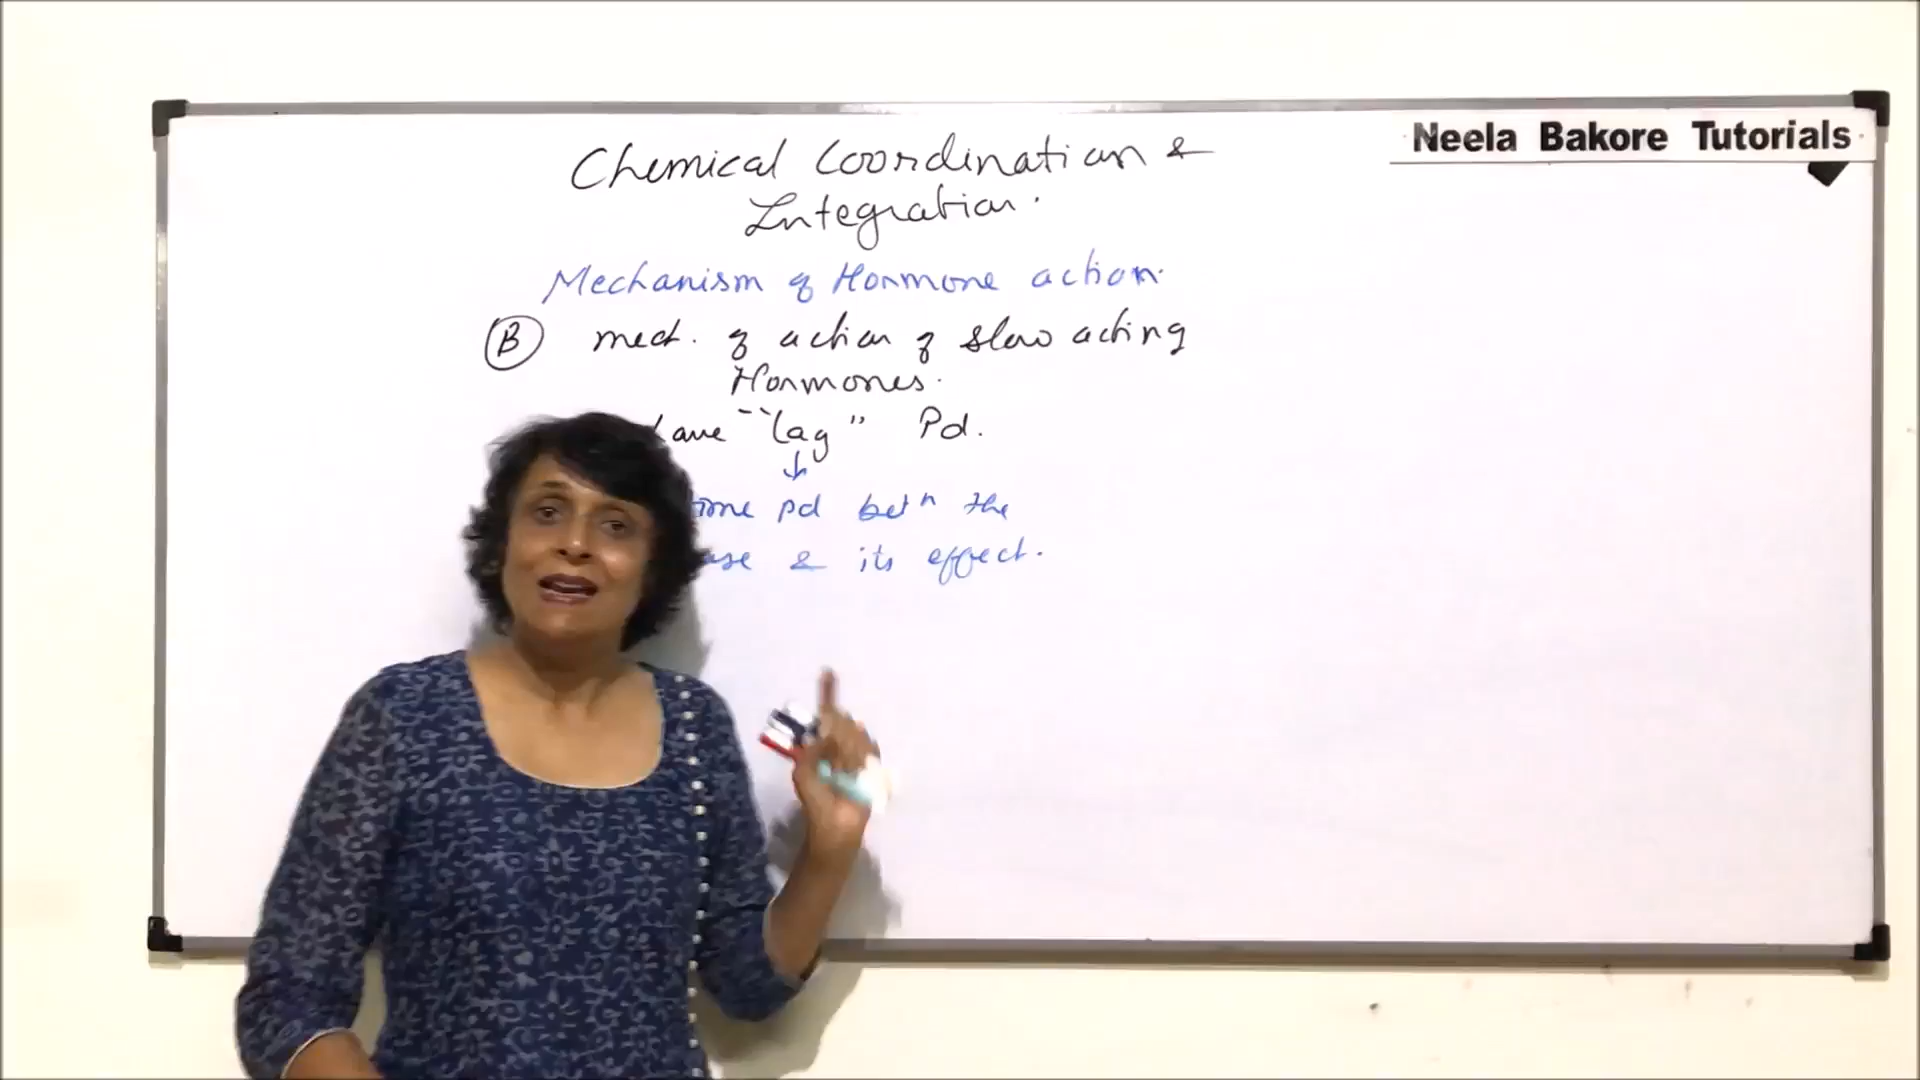 Neela Bakore Tutorials
Chemical Coordination &
Integration.
Mechanism of Hormone action.
B mech. of action of slow acting
Hormones.
"lag" Pd.
↓
time pd betn the
& its effect.